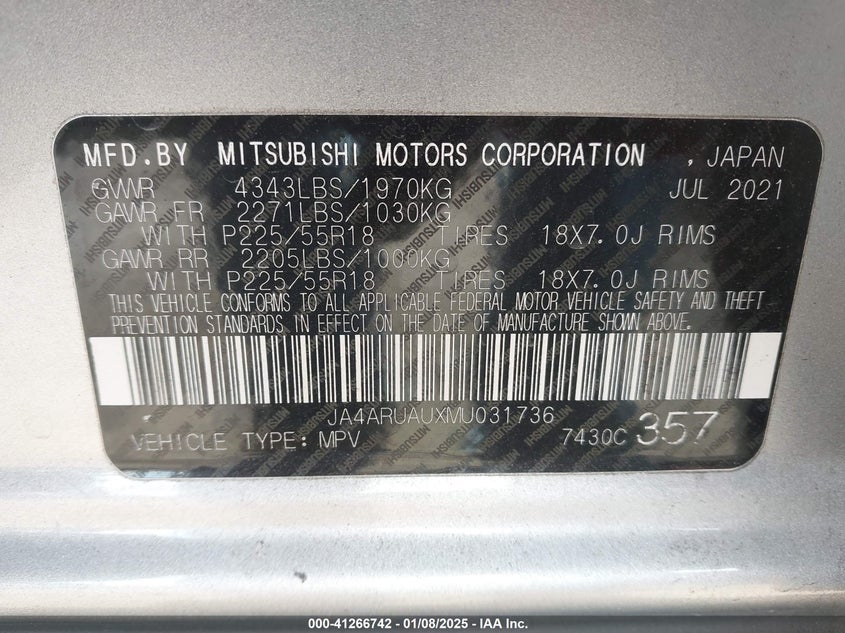 MFD.BY MITSUBISHI MOTORS CORPORATION , JAPAN
GVWR 4343LBS/1970KG JUL 2021
GAWR FR 2271LBS/1030KG
WITH P225/55R18 TIRES 18X7.0J RIMS
GAWR RR 2205LBS/1000KG
WITH P225/55R18 TIRES 18X7.0J RIMS
THIS VEHICLE CONFORMS TO ALL APPLICABLE FEDERAL MOTOR VEHICLE SAFETY AND THEFT
PREVENTION STANDARDS IN EFFECT ON THE DATE OF MANUFACTURE SHOWN ABOVE.
JA4ARUAUXMU031736
VEHICLE TYPE: MPV 7430C 357
000-41266742 - 01/08/2025 - IAA Inc.